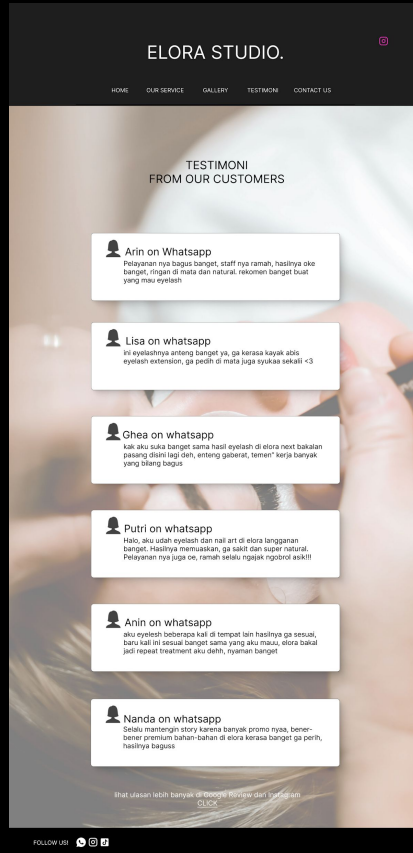 ELORA STUDIO.
HOME OUR SERVICE GALLERY TESTIMONI CONTACT US
TESTIMONI
FROM OUR CUSTOMERS
Arin on Whatsapp
Pelayanan nya bagus banget, staff nya ramah, hasilnya oke
banget, ringan di mata dan natural. rekomen banget buat
yang mau eyelash
Lisa on whatsapp
ini eyelashnya anteng banget ya, ga kerasa kayak abis
eyelash extension, ga pedih di mata juga syukaa sekalii <3
Ghea on whatsapp
kak aku suka banget sama hasil eyelash di elora next bakalan
pasang disini lagi deh, enteng gaberat, temen" kerja banyak
yang bilang bagus
Putri on whatsapp
Halo, aku udah eyelash dan nail art di elora langganan
banget. Hasilnya memuaskan, ga sakit dan super natural.
Pelayanan nya juga oe, ramah selalu ngajak ngobrol asik!!!
Anin on whatsapp
aku eyelash beberapa kali di tempat lain hasilnya ga sesuai,
baru kali ini sesuai banget sama yang aku mauu, elora bakal
jadi repeat treatment aku dehh, nyaman banget
Nanda on whatsapp
Selalu mantengin story karena banyak promo nyaa, bener-
bener premium bahan-bahan di elora kerasa banget ga perih,
hasilnya baguss
lihat ulasan lebih banyak di Google Review dan Instagram
CLICK
FOLLOW US!